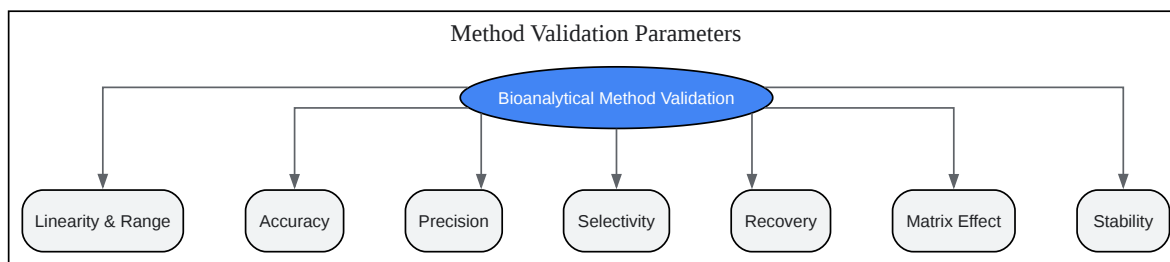 Method Validation Parameters
Bioanalytical Method Validation
Linearity & Range
Accuracy
Precision
Selectivity
Recovery
Matrix Effect
Stability